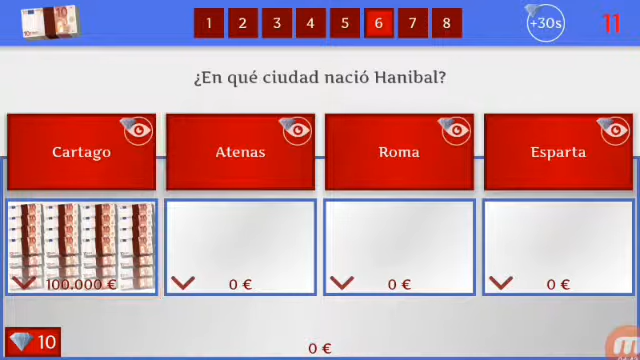 1 2 3 4 5 6 7 8
+30s
11
¿En qué ciudad nació Hanibal?
Cartago
Atenas
Roma
Esparta
100.000 €
0 €
0 €
0 €
10
0 €